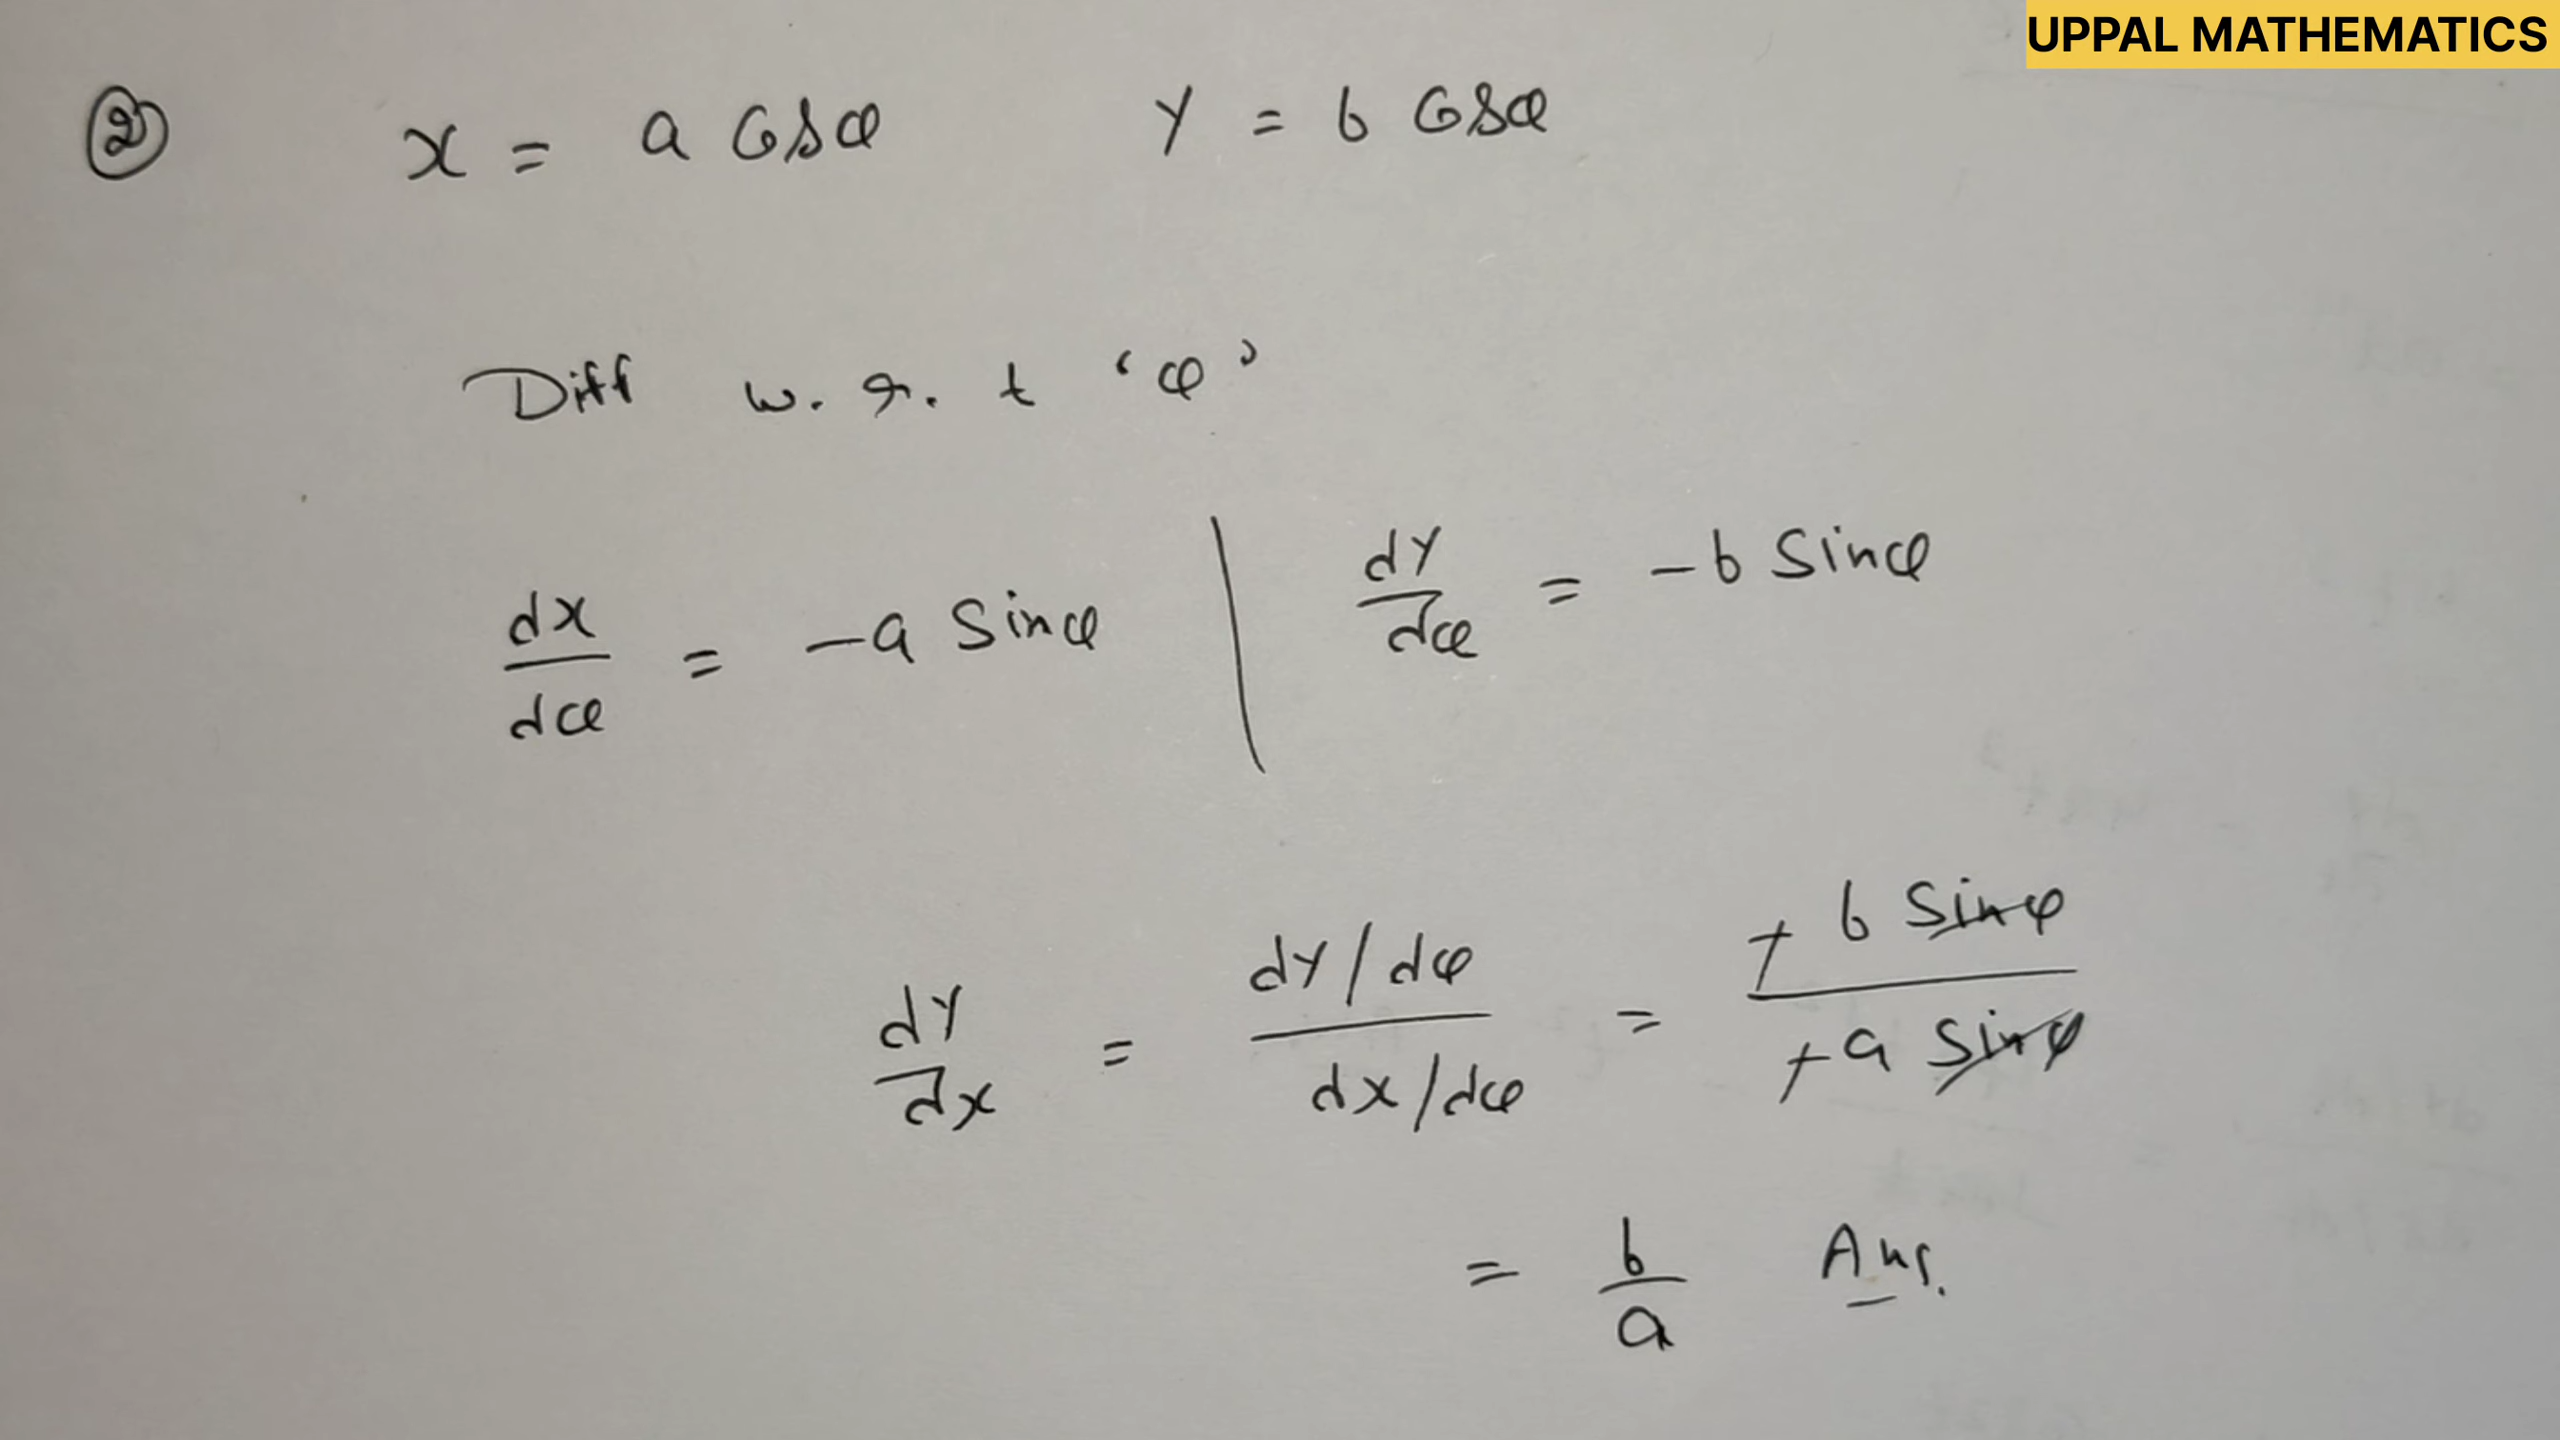 UPPAL MATHEMATICS
② x = a Cosφ y = b Cosφ
Diff w. r. t ‘φ’
dx/dφ = -a Sinφ | dy/dφ = -b Sinφ
dy/dx = (dy/dφ)/(dx/dφ) = (+ b Sinφ)/(+ a Sinφ)
= b/a Ans.